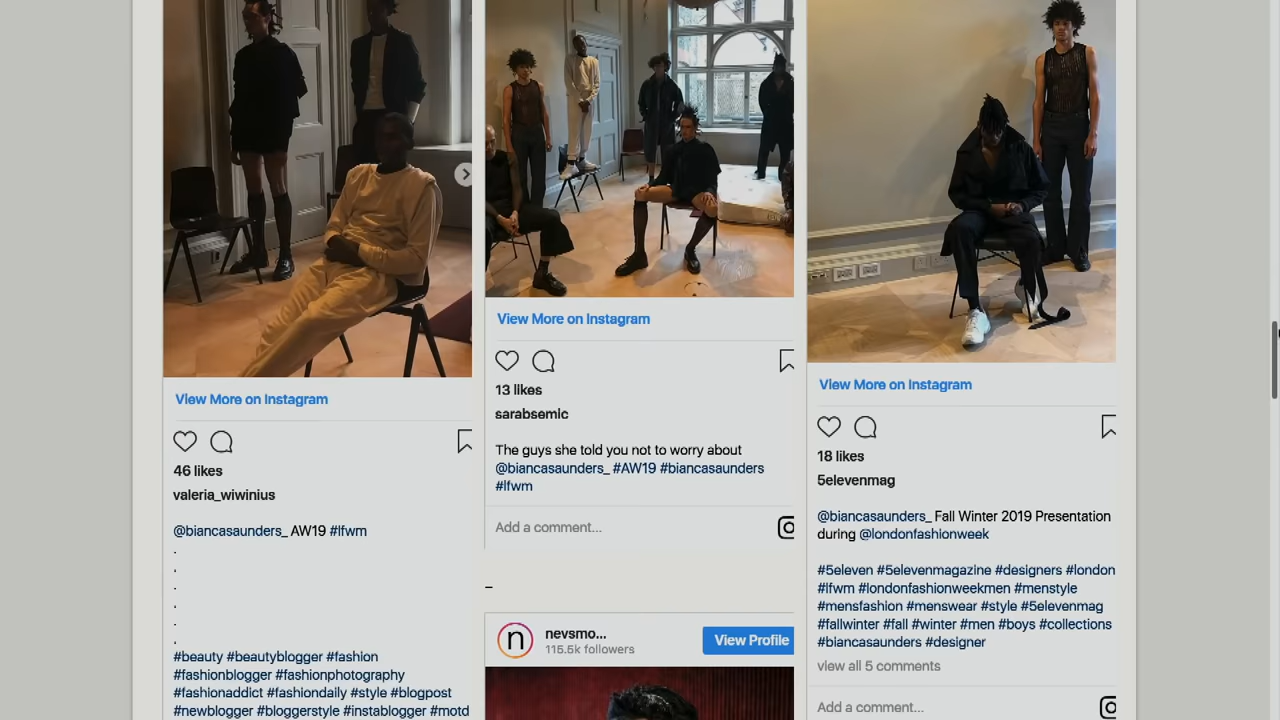 View More on Instagram
46 likes
valeria_wiwinius
@biancasaunders_ AW19 #lfwm
.
.
.
.
.
.
#beauty #beautyblogger #fashion
#fashionblogger #fashionphotography
#fashionaddict #fashiondaily #style #blogpost
#newblogger #bloggerstyle #instablogger #motd
View More on Instagram
13 likes
sarabsemic
The guys she told you not to worry about
@biancasaunders_ #AW19 #biancasaunders
#lfwm
Add a comment...
–
n
nevsmo...
View Profile
115.5k followers
View More on Instagram
18 likes
5elevenmag
@biancasaunders_ Fall Winter 2019 Presentation
during @londonfashionweek
#5eleven #5elevenmagazine #designers #london
#lfwm #londonfashionweekmen #menstyle
#mensfashion #menswear #style #5elevenmag
#fallwinter #fall #winter #men #boys #collections
#biancasaunders #designer
view all 5 comments
Add a comment...